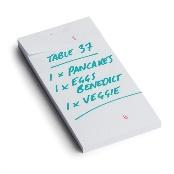 TABLE 37
1 x PANCAKES
1 x EGGS
BENEDICT
1 x VEGGIE